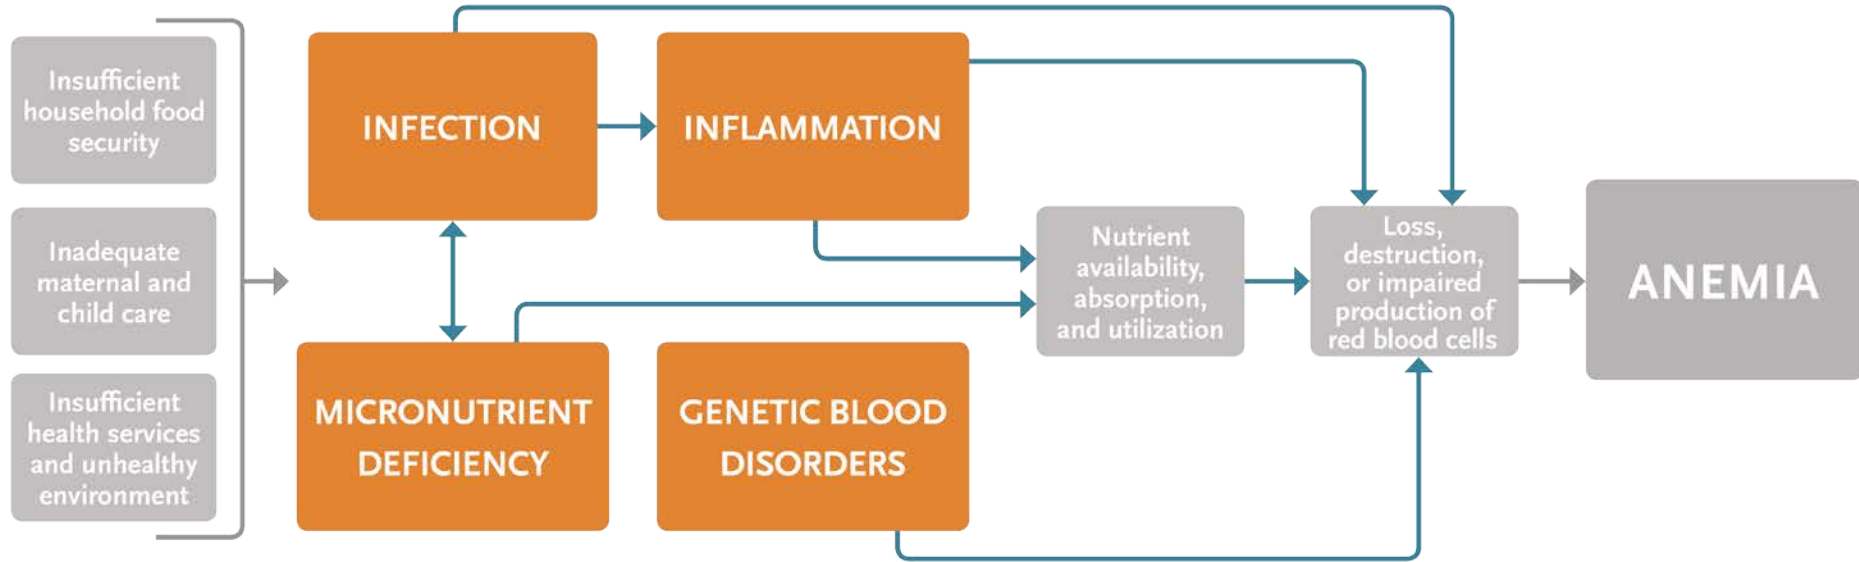 Insufficient
household food
security
Inadequate
maternal and
child care
Insufficient
health services
and unhealthy
environment
INFECTION
INFLAMMATION
MICRONUTRIENT
DEFICIENCY
GENETIC BLOOD
DISORDERS
Nutrient
availability,
absorption,
and utilization
Loss,
destruction,
or impaired
production of
red blood cells
ANEMIA